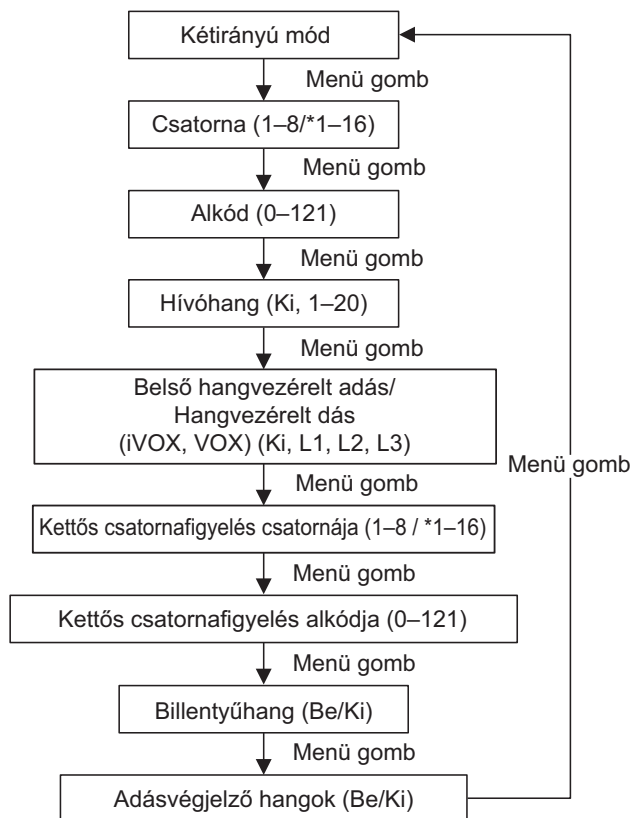 Kétirányú mód
Menü gomb
Csatorna (1–8/*1–16)
Menü gomb
Alkód (0–121)
Menü gomb
Hívóhang (Ki, 1–20)
Menü gomb
Belső hangvezérelt adás/
Hangvezérelt dás
(iVOX, VOX) (Ki, L1, L2, L3)
Menü gomb
Menü gomb
Kettős csatornafigyelés csatornája (1–8 / *1–16)
Menü gomb
Kettős csatornafigyelés alkódja (0–121)
Menü gomb
Billentyűhang (Be/Ki)
Menü gomb
Adásvégjelző hangok (Be/Ki)